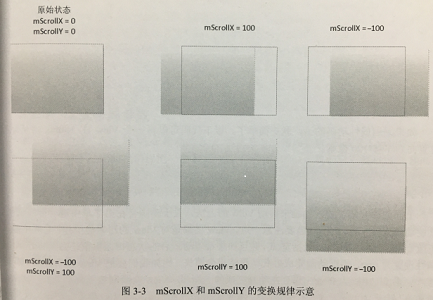 原始状态
mScrollX = 0
mScrollY = 0
mScrollX = 100
mScrollX = -100
mScrollX = -100
mScrollY = 100
mScrollY = 100
mScrollY = -100
图 3-3 mScrollX 和 mScrollY 的变换规律示意